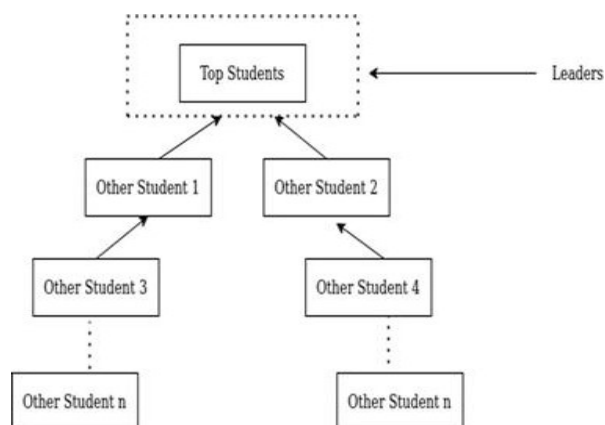 Top Students
Leaders
Other Student 1
Other Student 2
Other Student 3
Other Student 4
Other Student n
Other Student n